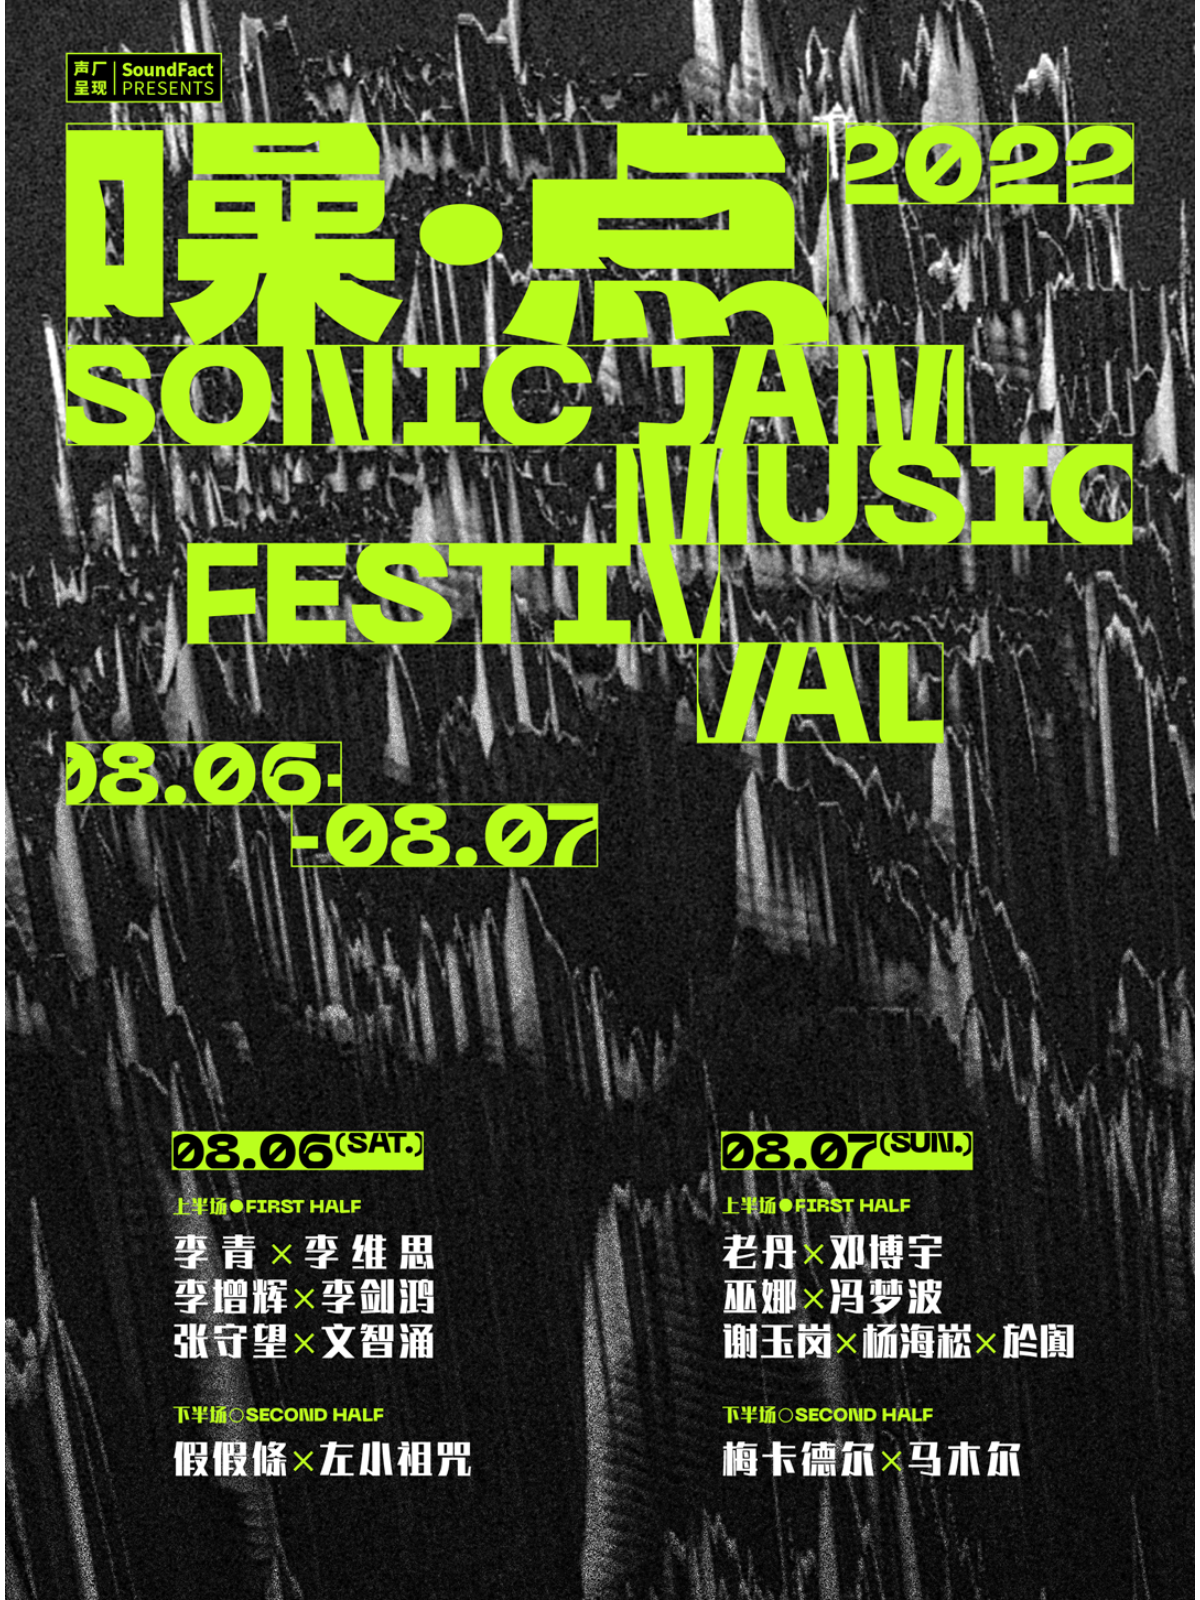 声厂 SoundFact
呈现 PRESENTS
噪·点
2022
SONIC JAM
MUSIC
FESTIV
VAL
08.06-
-08.07
08.06(SAT.)
上半场●FIRST HALF
李青×李维思
李增辉×李剑鸿
张守望×文智涌
下半场○SECOND HALF
假假條×左小祖咒
08.07(SUN.)
上半场●FIRST HALF
老丹×邓博宇
巫娜×冯梦波
谢玉岗×杨海崧×於阗
下半场○SECOND HALF
梅卡德尔×马木尔